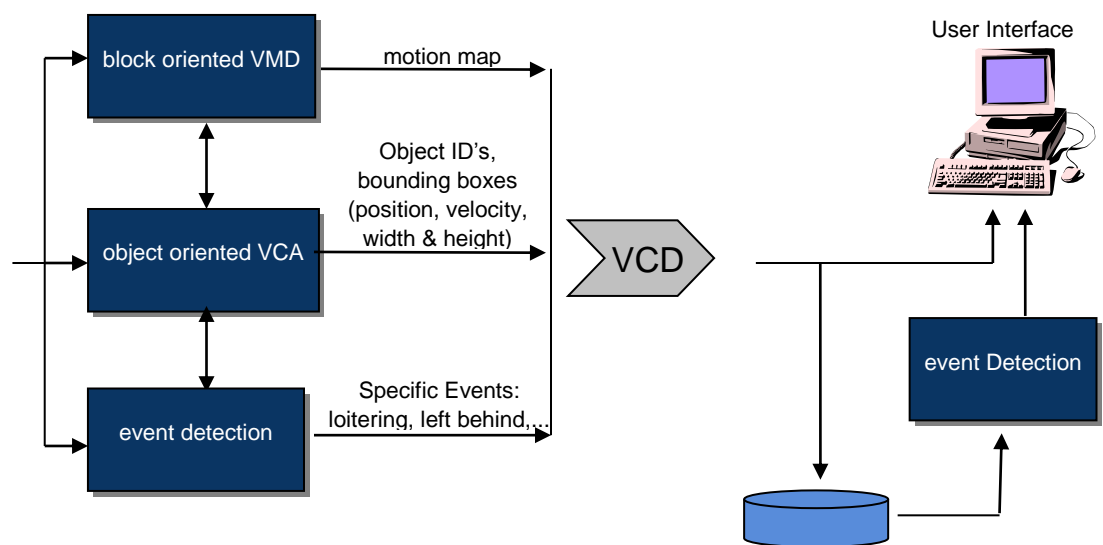 block oriented VMD
motion map
Object ID's,
bounding boxes
(position, velocity,
width & height)
object oriented VCA
Specific Events:
loitering, left behind,...
event detection
VCD
User Interface
event Detection